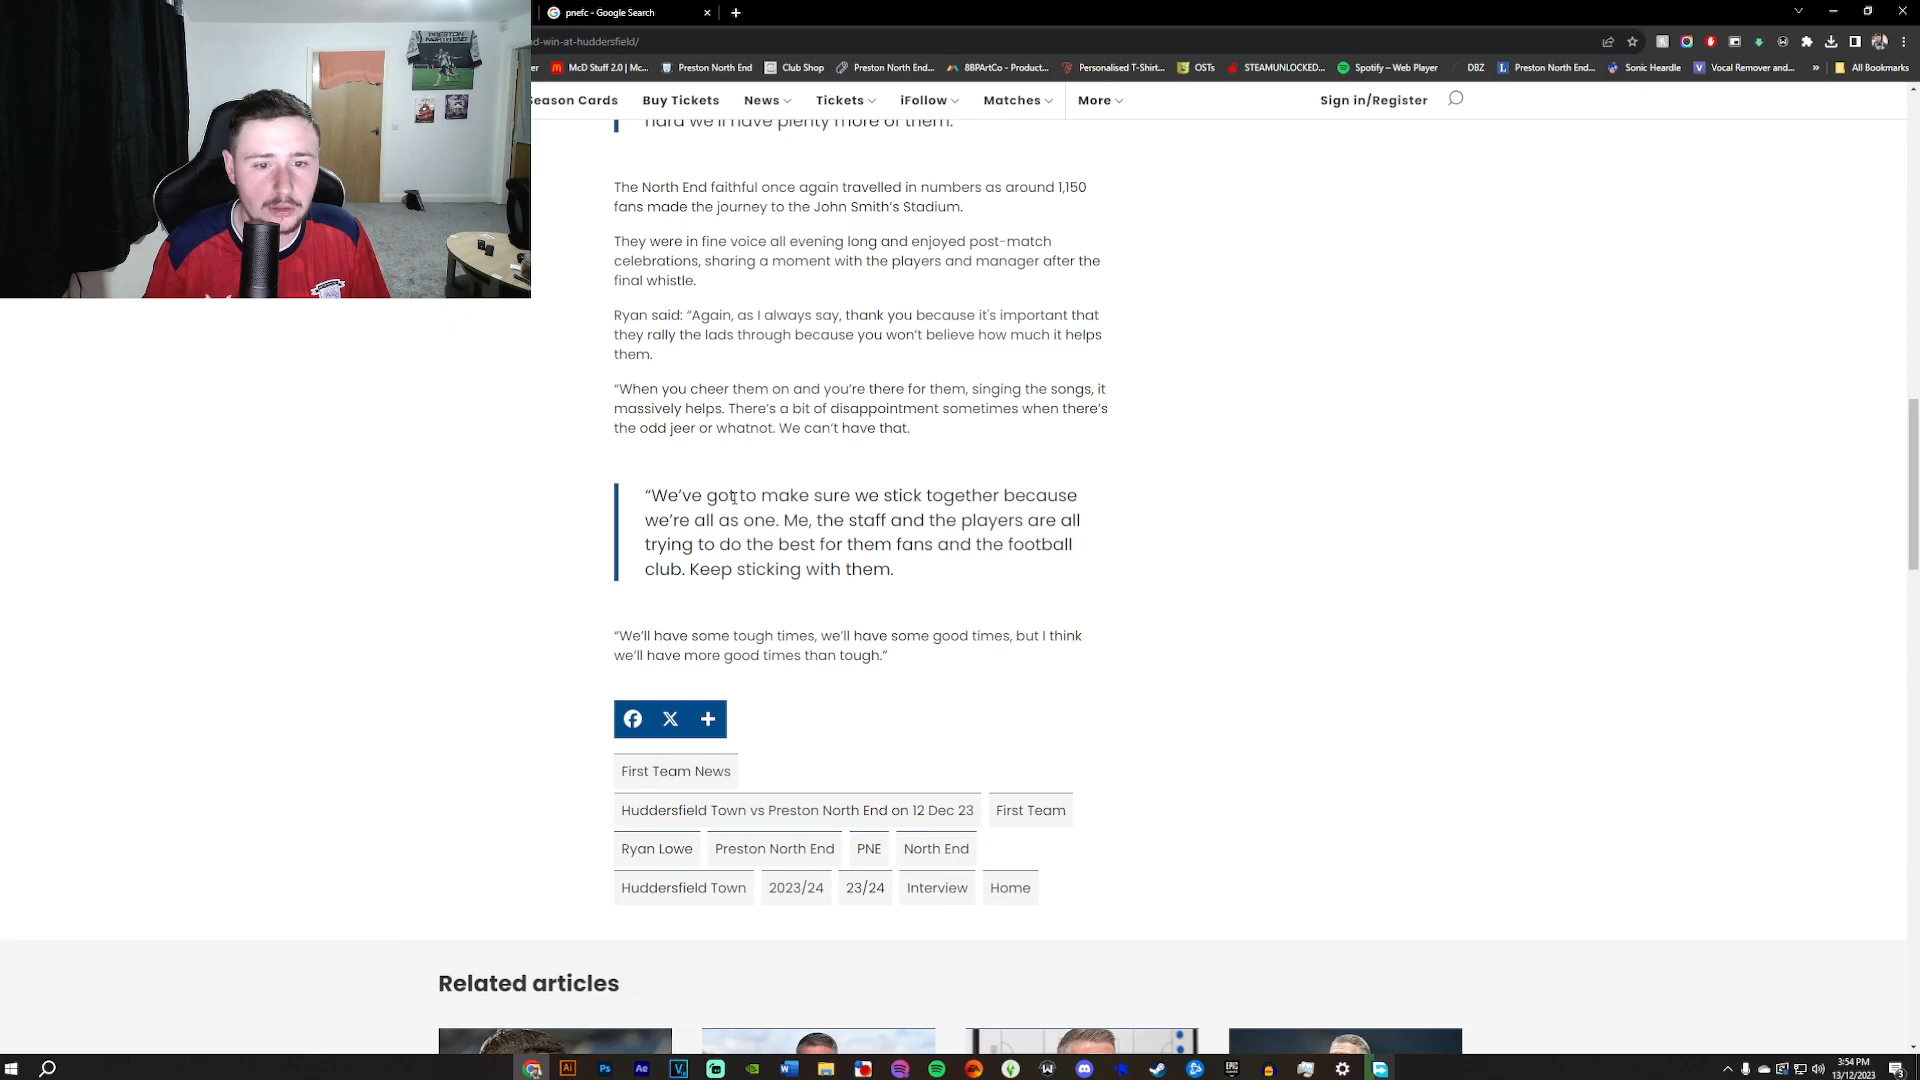 pnefc - Google Search
d-win-at-huddersfield/
er
McD Stuff 2.0 | Mc...
Preston North End
Club Shop
Preston North End...
8BPArtCo - Product...
Personalised T-Shirt...
OSTs
STEAMUNLOCKED...
Spotify – Web Player
DBZ
Preston North End...
Sonic Heardle
Vocal Remover and...
»
All Bookmarks
eason Cards
Buy Tickets
News
Tickets
iFollow
Matches
More
Sign in/Register
PRESTON NORTH END
hard we'll have plenty more of them.
The North End faithful once again travelled in numbers as around 1,150
fans made the journey to the John Smith's Stadium.
They were in fine voice all evening long and enjoyed post-match
celebrations, sharing a moment with the players and manager after the
final whistle.
Ryan said: “Again, as I always say, thank you because it's important that
they rally the lads through because you won’t believe how much it helps
them.
“When you cheer them on and you’re there for them, singing the songs, it
massively helps. There’s a bit of disappointment sometimes when there’s
the odd jeer or whatnot. We can’t have that.
“We’ve got to make sure we stick together because
we’re all as one. Me, the staff and the players are all
trying to do the best for them fans and the football
club. Keep sticking with them.
“We’ll have some tough times, we’ll have some good times, but I think
we’ll have more good times than tough.”
First Team News
Huddersfield Town vs Preston North End on 12 Dec 23
First Team
Ryan Lowe
Preston North End
PNE
North End
Huddersfield Town
2023/24
23/24
Interview
Home
Related articles
3:54 PM
13/12/2023